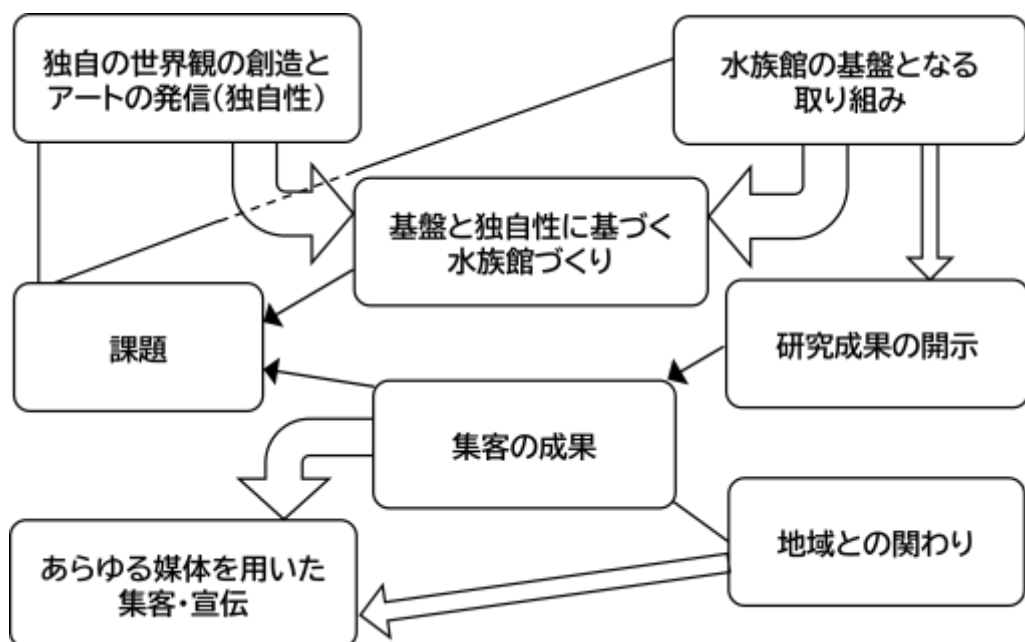 独自の世界観の創造と
アートの発信(独自性)
水族館の基盤となる
取り組み
基盤と独自性に基づく
水族館づくり
課題
研究成果の開示
集客の成果
地域との関わり
あらゆる媒体を用いた
集客・宣伝